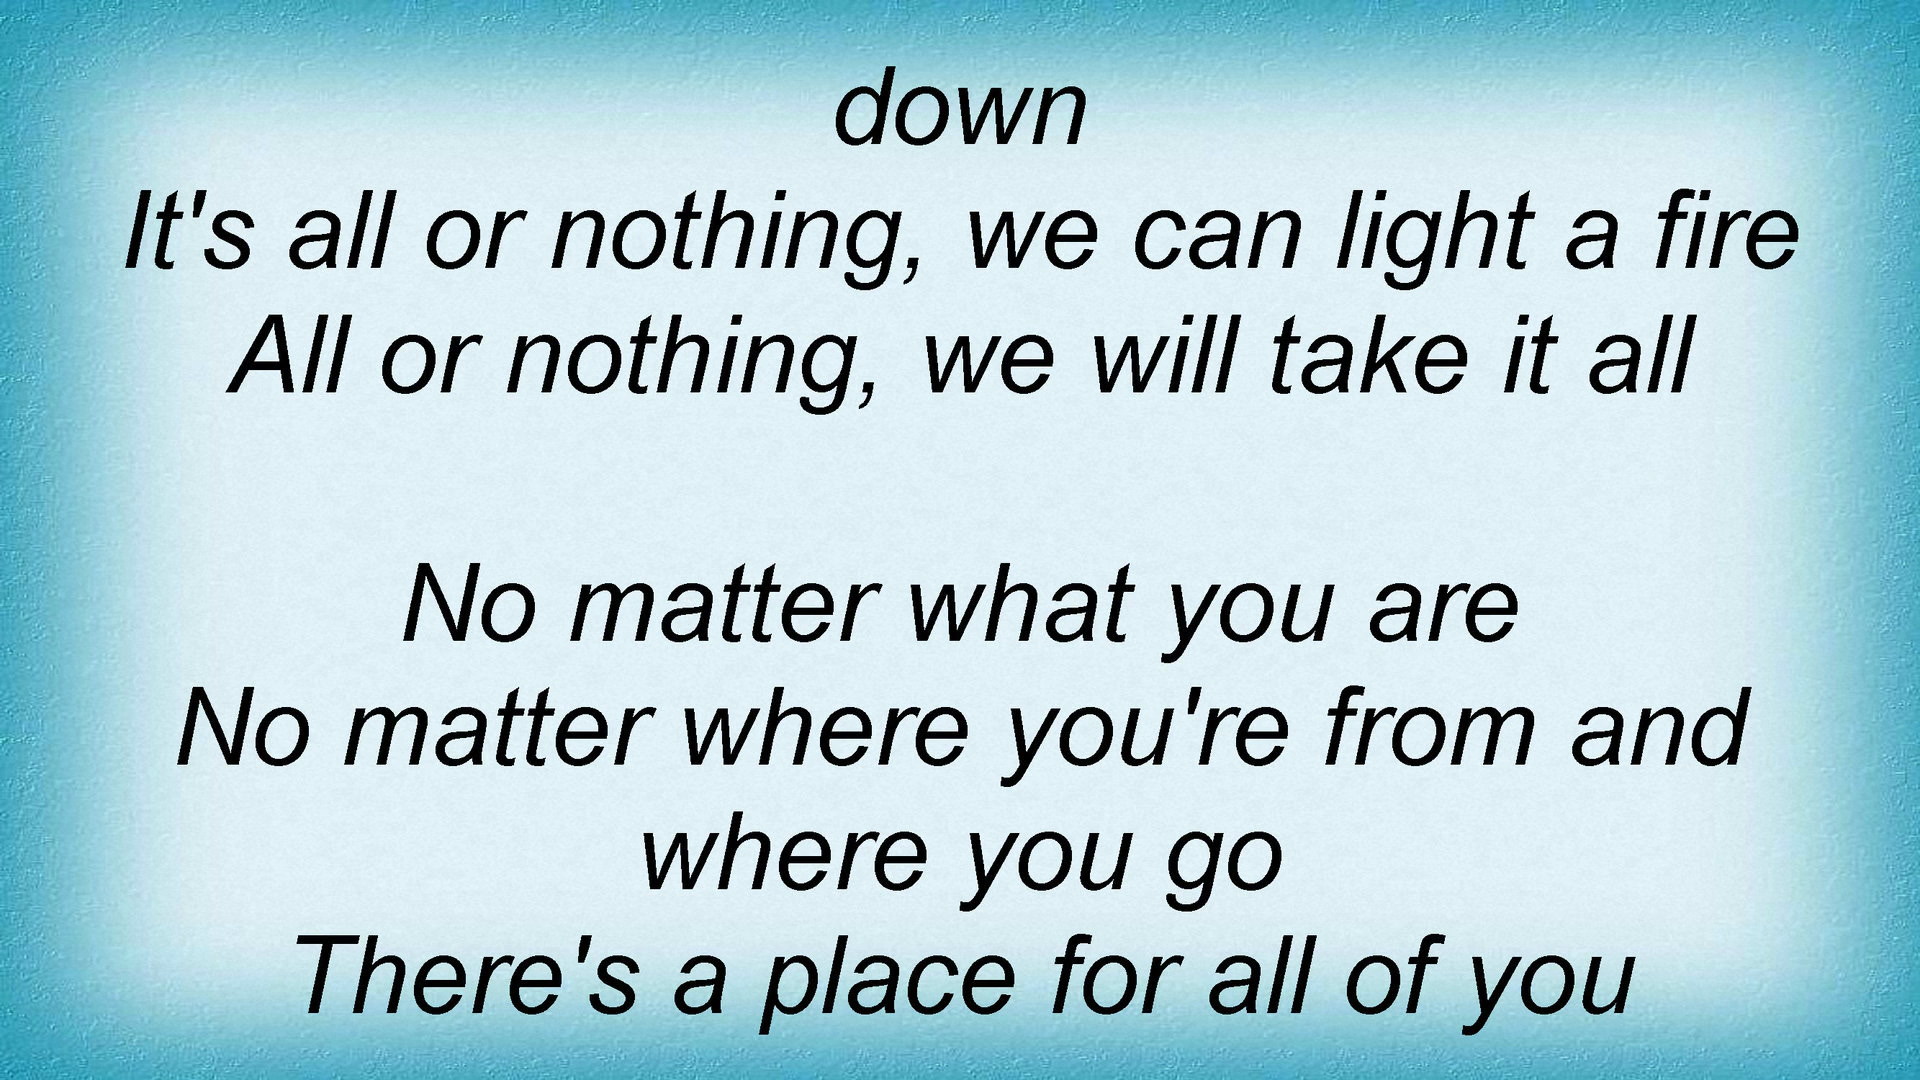 down
It's all or nothing, we can light a fire
All or nothing, we will take it all
No matter what you are
No matter where you're from and
where you go
There's a place for all of you